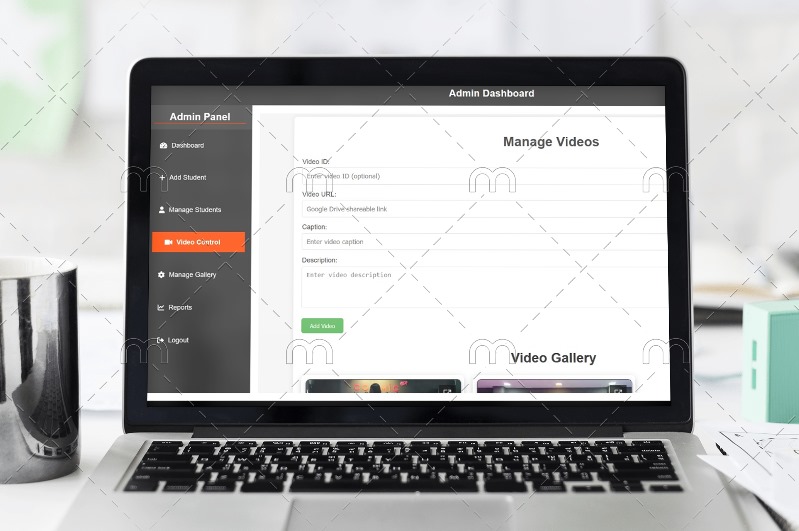 Admin Dashboard
Admin Panel
Dashboard
Add Student
Manage Students
Video Control
Manage Gallery
Reports
Logout
Manage Videos
Video ID:
Enter video ID (optional)
Video URL:
Google Drive shareable link
Caption:
Enter video caption
Description:
Enter video description
Add Video
Video Gallery